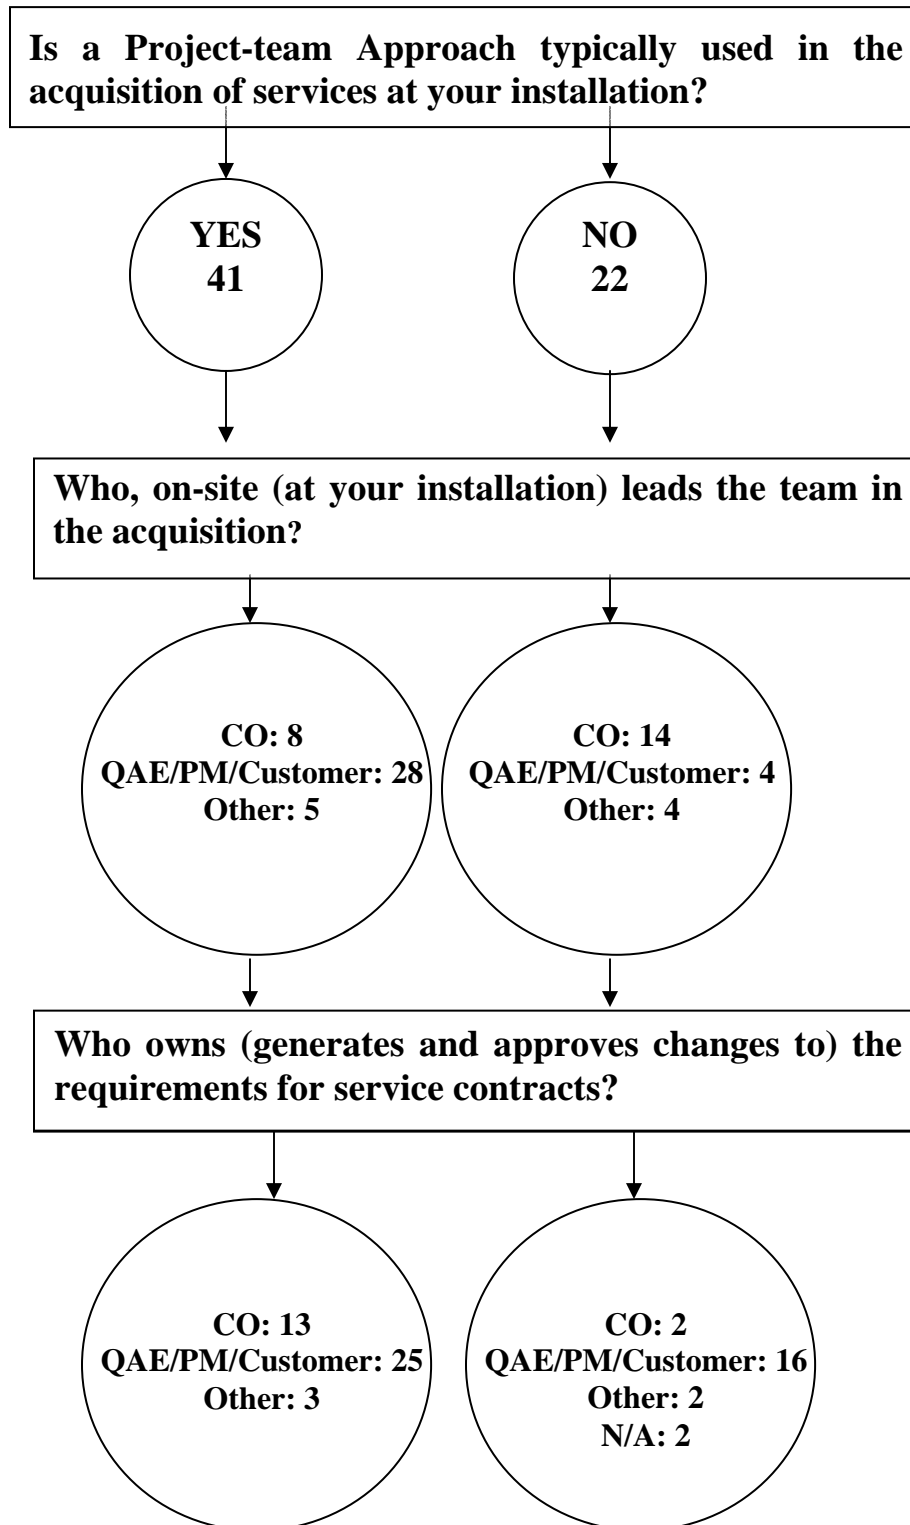 Is a Project-team Approach typically used in the
acquisition of services at your installation?
YES
41
NO
22
Who, on-site (at your installation) leads the team in
the acquisition?
CO: 8
QAE/PM/Customer: 28
Other: 5
CO: 14
QAE/PM/Customer: 4
Other: 4
Who owns (generates and approves changes to) the
requirements for service contracts?
CO: 13
QAE/PM/Customer: 25
Other: 3
CO: 2
QAE/PM/Customer: 16
Other: 2
N/A: 2